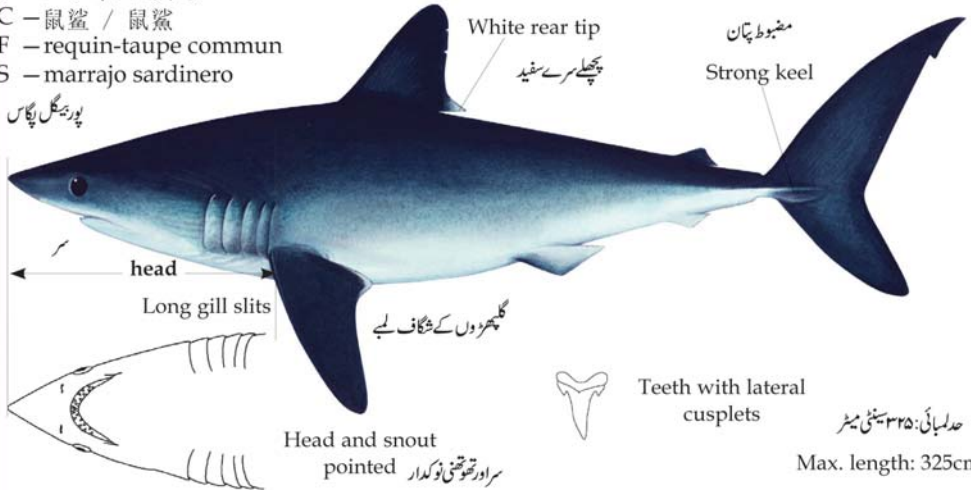 C – 鼠鲨 / 鼠鯊
F – requin-taupe commun
S – marrajo sardinero
پوربیگل پگاس
White rear tip
پچھلے سرے سفید
مضبوط پتان
Strong keel
سر
head
Long gill slits
گلپھڑوں کے شگاف لمبے
Teeth with lateral
cusplets
Head and snout
pointed
سر اور تھوتھنی نوکدار
حد لمبائی: ۳۲۵ سینٹی میٹر
Max. length: 325cm